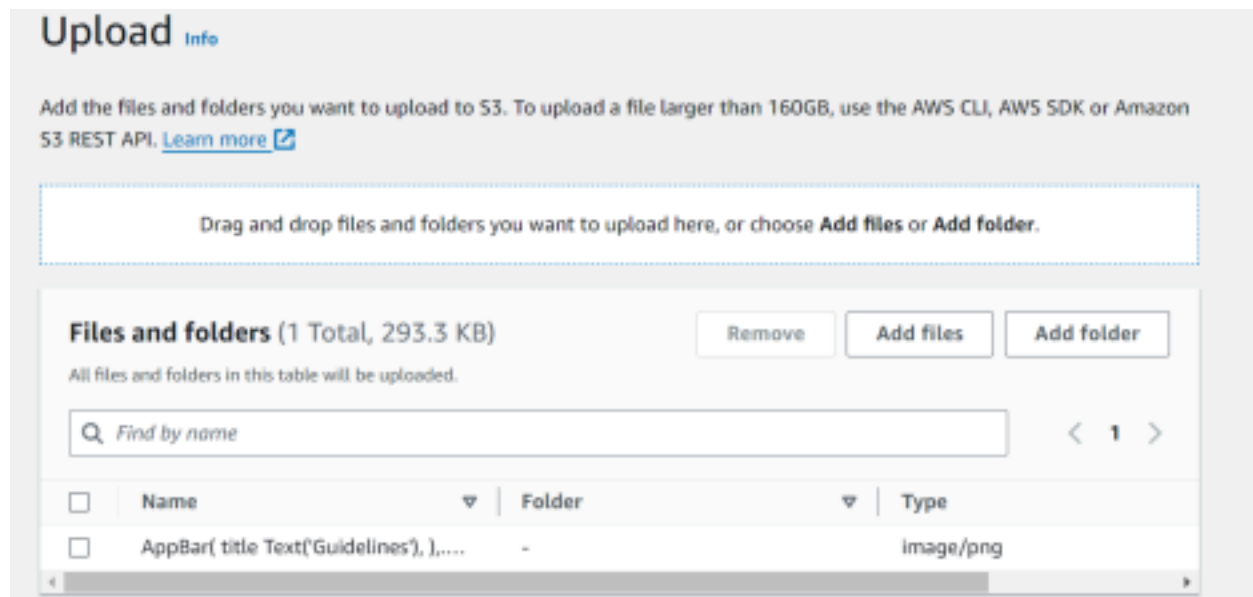 Upload Info
Add the files and folders you want to upload to S3. To upload a file larger than 160GB, use the AWS CLI, AWS SDK or Amazon
S3 REST API. Learn more
Drag and drop files and folders you want to upload here, or choose Add files or Add folder.
Files and folders (1 Total, 293.3 KB)
Remove Add files Add folder
All files and folders in this table will be uploaded.
Find by name
1
Name Folder Type
AppBar( title Text('Guidelines'), ),.... - image/png